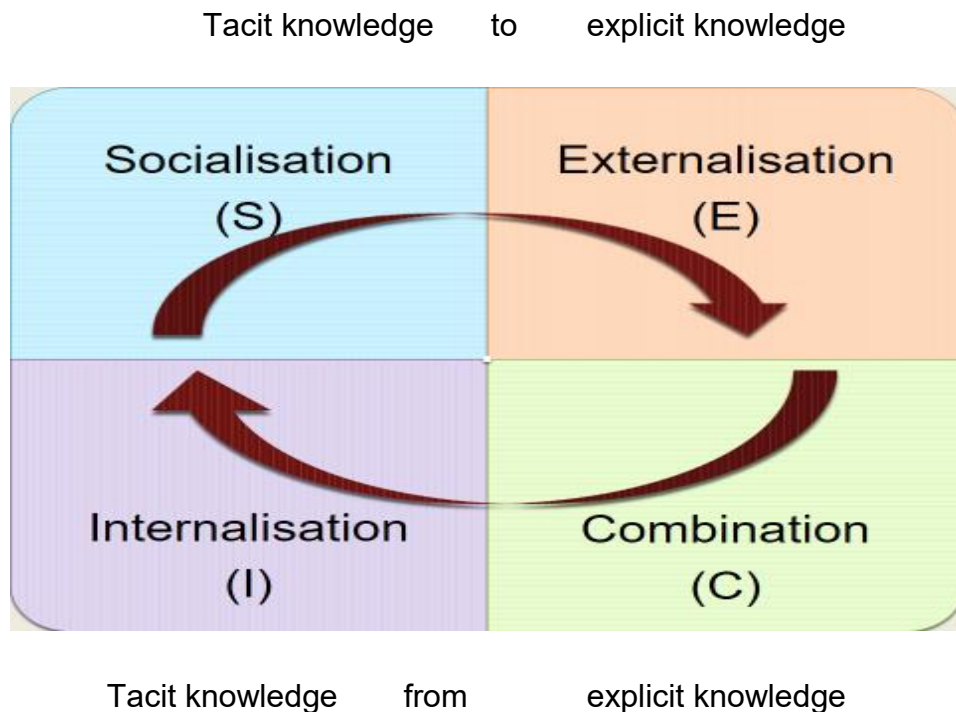 Tacit knowledge to explicit knowledge
Socialisation
(S)
Externalisation
(E)
Internalisation
(I)
Combination
(C)
Tacit knowledge from explicit knowledge